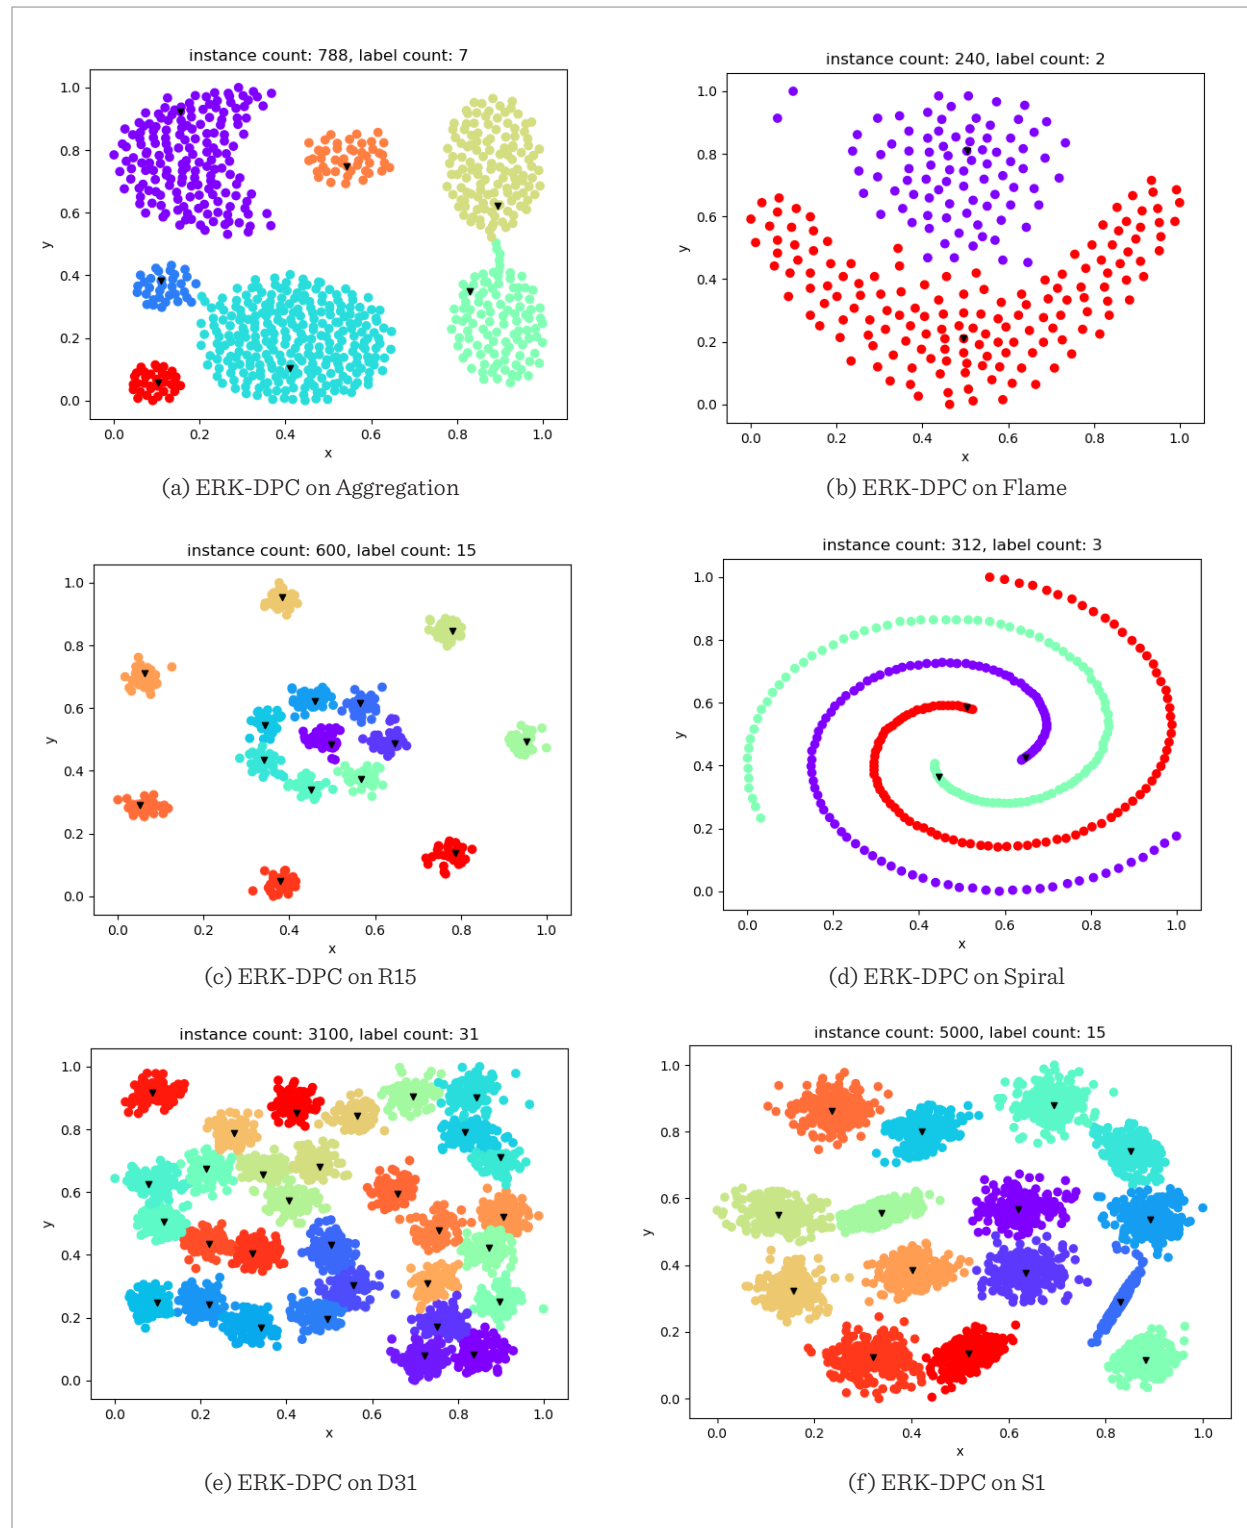 instance count: 788, label count: 7
1.0
0.8
0.6
y
0.4
0.2
0.0
0.0 0.2 0.4 0.6 0.8 1.0
x
(a) ERK-DPC on Aggregation
instance count: 240, label count: 2
1.0
0.8
0.6
y
0.4
0.2
0.0
0.0 0.2 0.4 0.6 0.8 1.0
x
(b) ERK-DPC on Flame
instance count: 600, label count: 15
1.0
0.8
0.6
y
0.4
0.2
0.0
0.0 0.2 0.4 0.6 0.8 1.0
x
(c) ERK-DPC on R15
instance count: 312, label count: 3
1.0
0.8
0.6
y
0.4
0.2
0.0
0.0 0.2 0.4 0.6 0.8 1.0
x
(d) ERK-DPC on Spiral
instance count: 3100, label count: 31
1.0
0.8
0.6
y
0.4
0.2
0.0
0.0 0.2 0.4 0.6 0.8 1.0
x
(e) ERK-DPC on D31
instance count: 5000, label count: 15
1.0
0.8
0.6
y
0.4
0.2
0.0
0.0 0.2 0.4 0.6 0.8 1.0
x
(f) ERK-DPC on S1